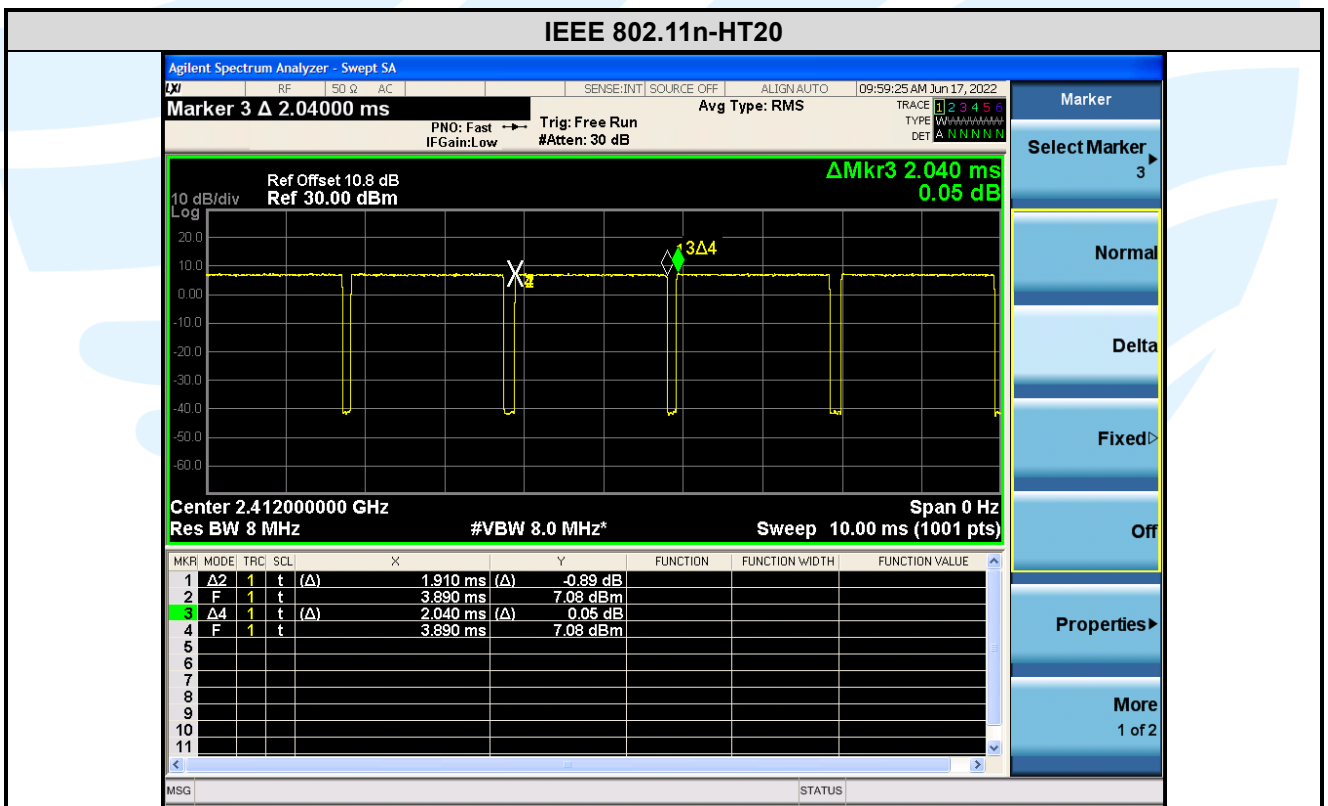 IEEE 802.11n-HT20
Agilent Spectrum Analyzer - Swept SA
LXI RF 50 Ω AC SENSE:INT SOURCE OFF ALIGN AUTO 09:59:25 AM Jun 17, 2022
Marker 3 Δ 2.04000 ms
PNO: Fast
IFGain:Low
Trig: Free Run
#Atten: 30 dB
Avg Type: RMS
TRACE 1 2 3 4 5 6
TYPE WWWWWW
DET A N N N N N
ΔMkr3 2.040 ms
0.05 dB
Ref Offset 10.8 dB
10 dB/div Ref 30.00 dBm
Log
20.0
10.0
0.00
-10.0
-20.0
-30.0
-40.0
-50.0
-60.0
3Δ4
Center 2.412000000 GHz Span 0 Hz
Res BW 8 MHz #VBW 8.0 MHz* Sweep 10.00 ms (1001 pts)
MKR MODE TRC SCL X Y FUNCTION FUNCTION WIDTH FUNCTION VALUE
1 Δ2 1 t (Δ) 1.910 ms (Δ) -0.89 dB
2 F 1 t 3.890 ms 7.08 dBm
3 Δ4 1 t (Δ) 2.040 ms (Δ) 0.05 dB
4 F 1 t 3.890 ms 7.08 dBm
5
6
7
8
9
10
11
MSG STATUS
Marker
Select Marker
3
Normal
Delta
Fixed
Off
Properties
More
1 of 2